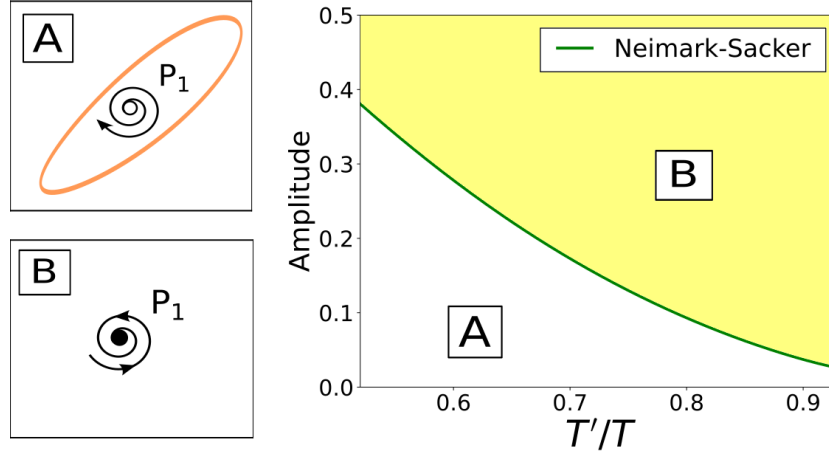 A
P1
B
P1
Neimark-Sacker
Amplitude
0.5
0.4
0.3
0.2
0.1
0.0
B
A
0.6 0.7 0.8 0.9
T′/T